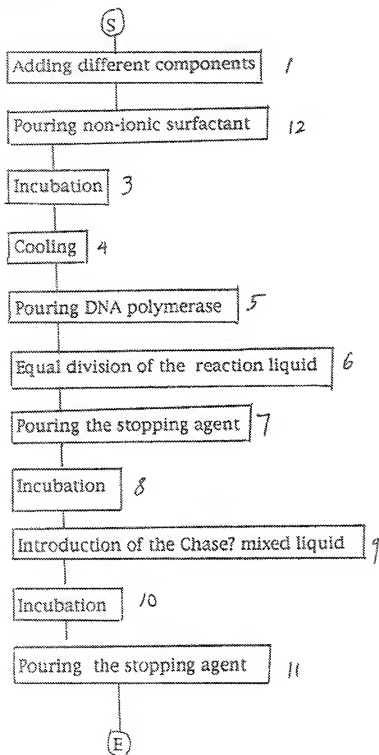 S
Adding different components 1
Pouring non-ionic surfactant 12
Incubation 3
Cooling 4
Pouring DNA polymerase 5
Equal division of the reaction liquid 6
Pouring the stopping agent 7
Incubation 8
Introduction of the Chase? mixed liquid 9
Incubation 10
Pouring the stopping agent 11
E